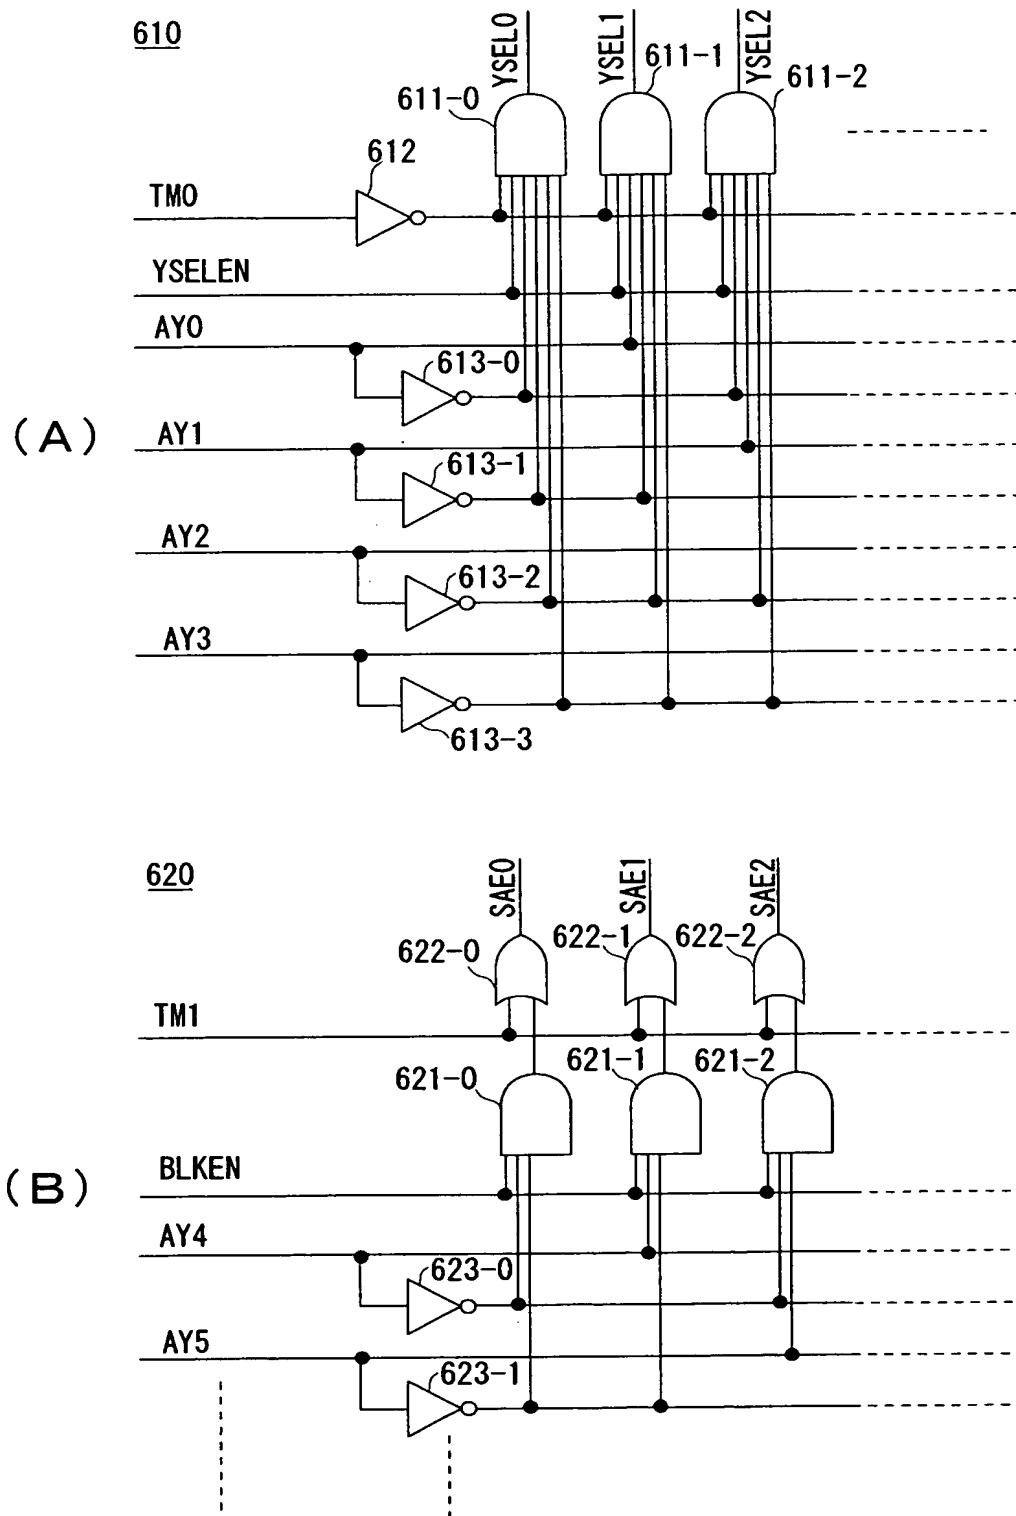 610
YSEL0
YSEL1
YSEL2
611-0
611-1
611-2
612
TM0
YSELEN
AY0
613-0
(A)
AY1
613-1
AY2
613-2
AY3
613-3
620
SAE0
SAE1
SAE2
622-0
622-1
622-2
TM1
621-0
621-1
621-2
(B)
BLKEN
AY4
623-0
AY5
623-1